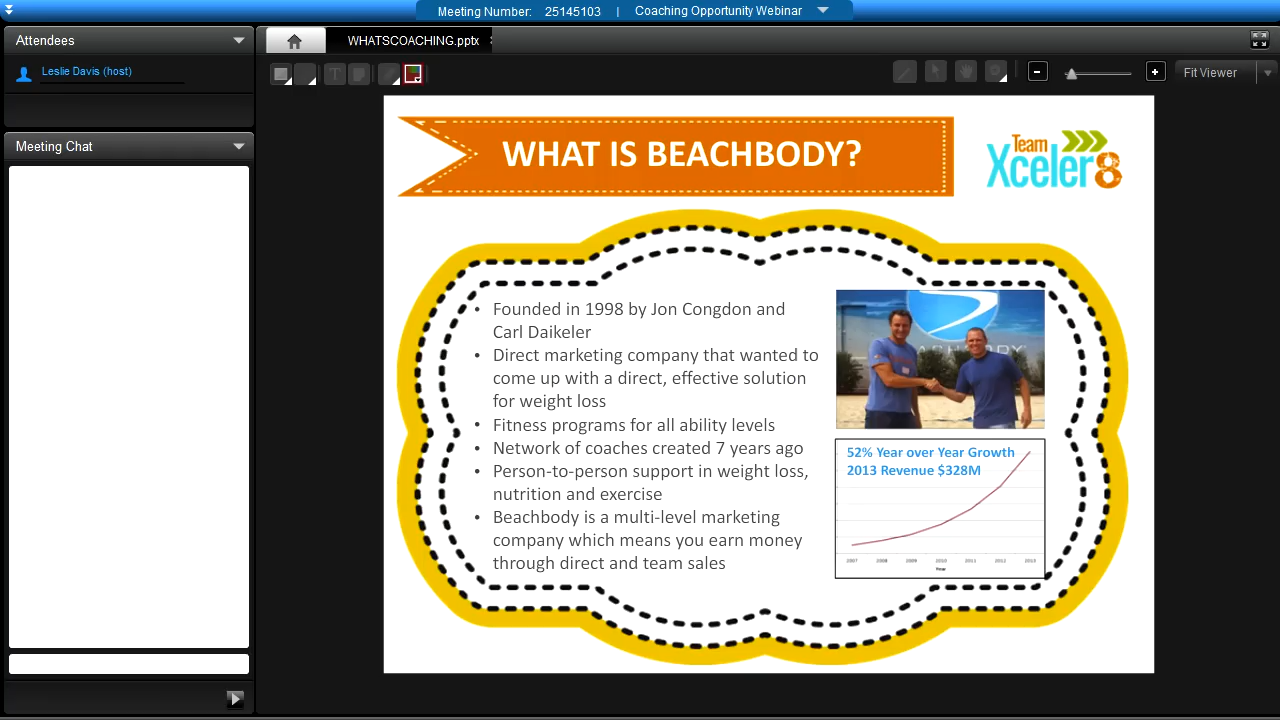 Meeting Number: 25145103 | Coaching Opportunity Webinar
Attendees
Leslie Davis (host)
Meeting Chat
WHATSCOACHING.pptx
Fit Viewer
WHAT IS BEACHBODY?
Team
Xceler8
• Founded in 1998 by Jon Congdon and
Carl Daikeler
• Direct marketing company that wanted to
come up with a direct, effective solution
for weight loss
• Fitness programs for all ability levels
• Network of coaches created 7 years ago
• Person-to-person support in weight loss,
nutrition and exercise
• Beachbody is a multi-level marketing
company which means you earn money
through direct and team sales
52% Year over Year Growth
2013 Revenue $328M
2007 2008 2009 2010 2011 2012 2013
Year